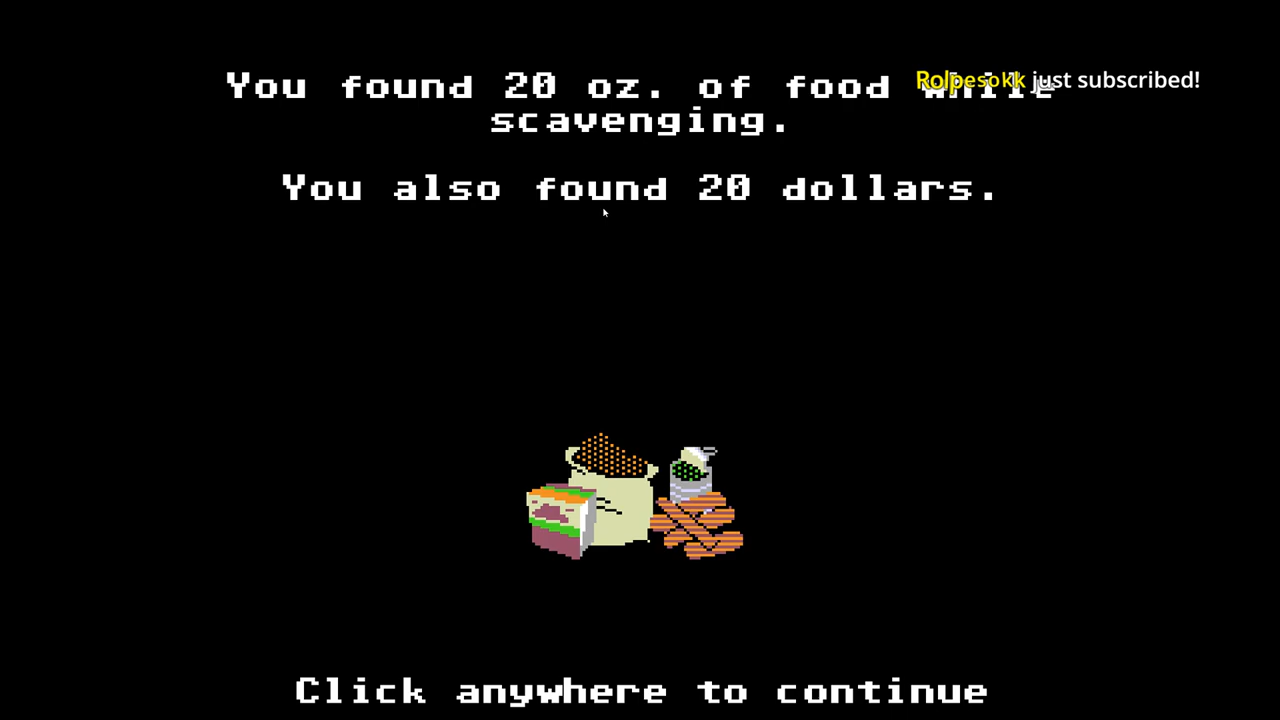 You found 20 oz. of food while
Rolpesokk just subscribed!
scavenging.
You also found 20 dollars.
Click anywhere to continue